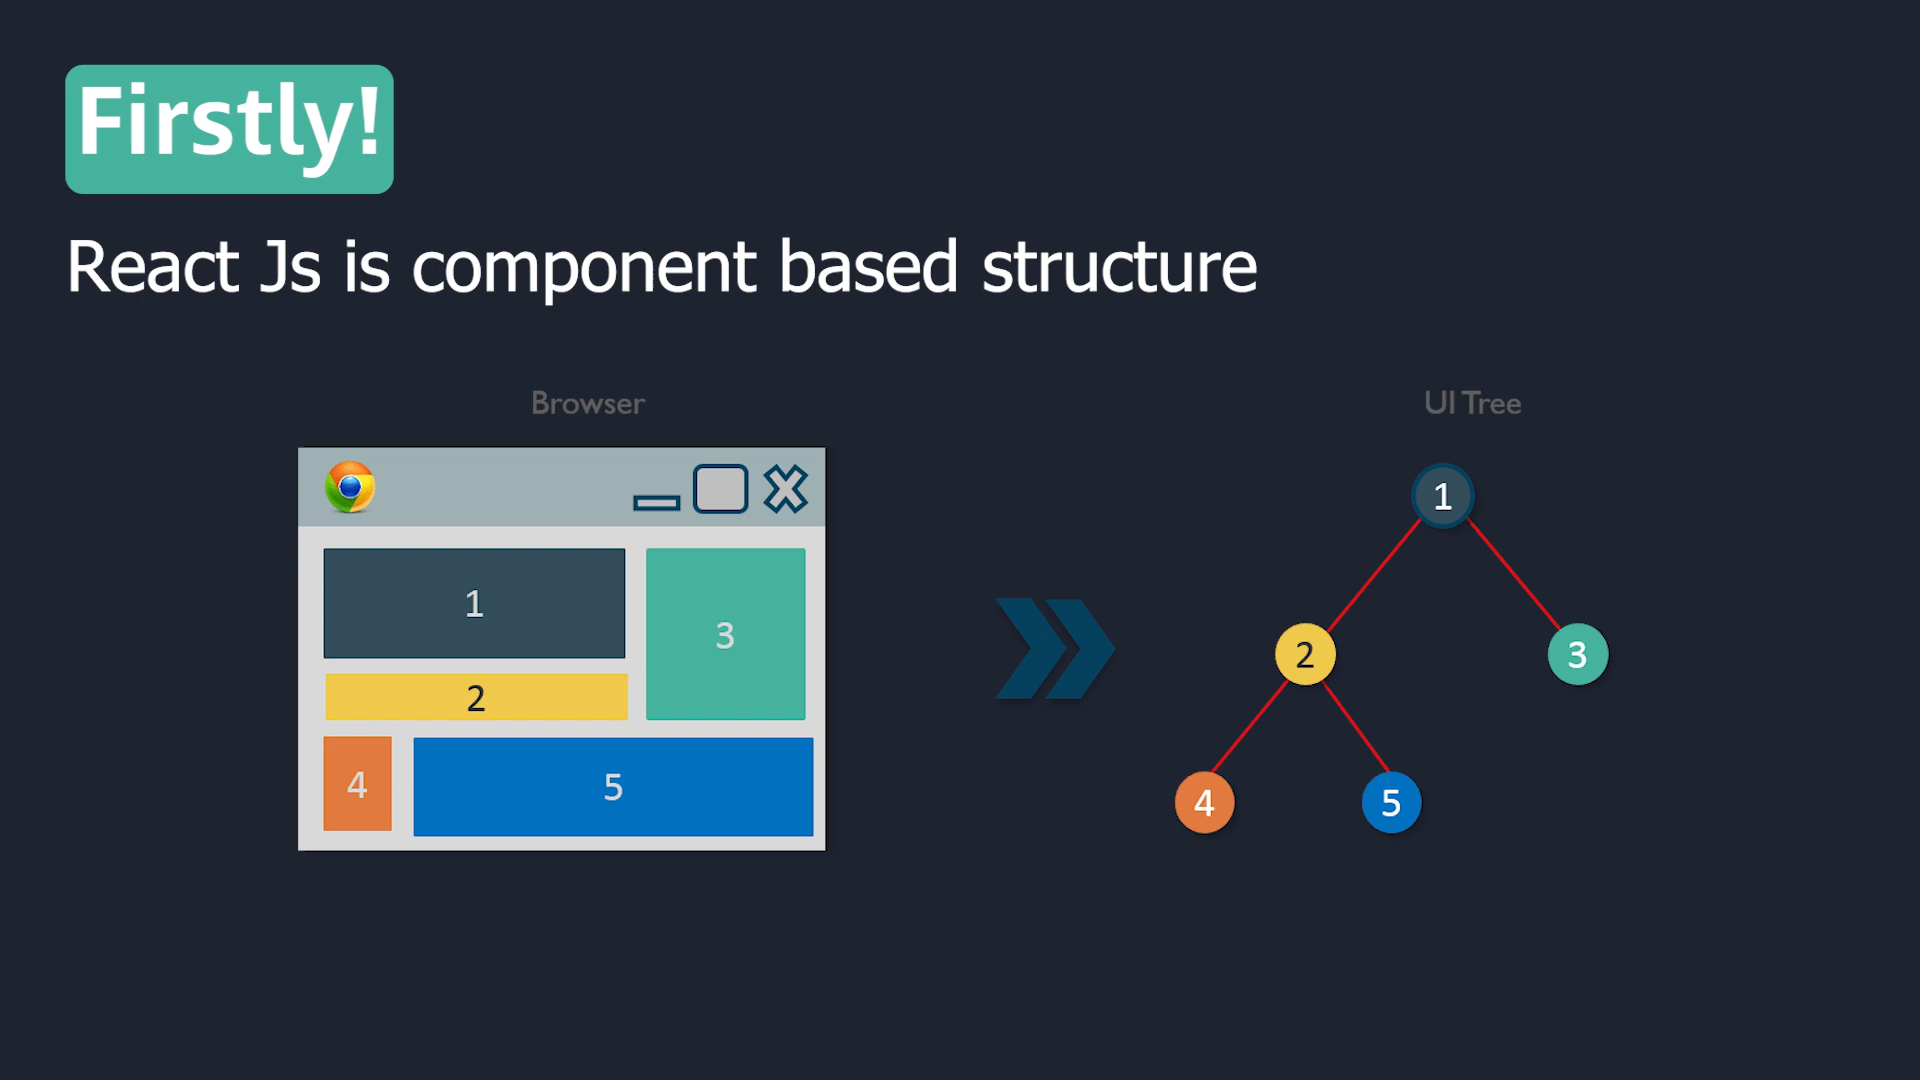 Firstly!
React Js is component based structure
Browser
UI Tree
1
2
3
4
5
1
2
3
4
5